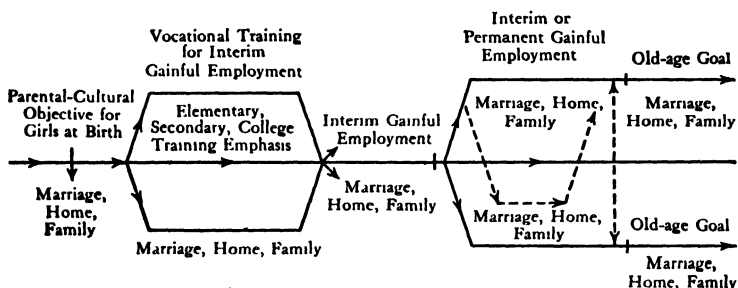 Vocational Training
for Interim
Gainful Employment
Parental-Cultural
Objective for
Girls at Birth
Marriage,
Home,
Family
Elementary,
Secondary, College
Training Emphasis
Marriage, Home, Family
Interim Gainful
Employment
Marriage,
Home, Family
Interim or
Permanent Gainful
Employment
Marriage, Home,
Family
Marriage, Home,
Family
Old-age Goal
Marriage,
Home, Family
Old-age Goal
Marriage,
Home, Family